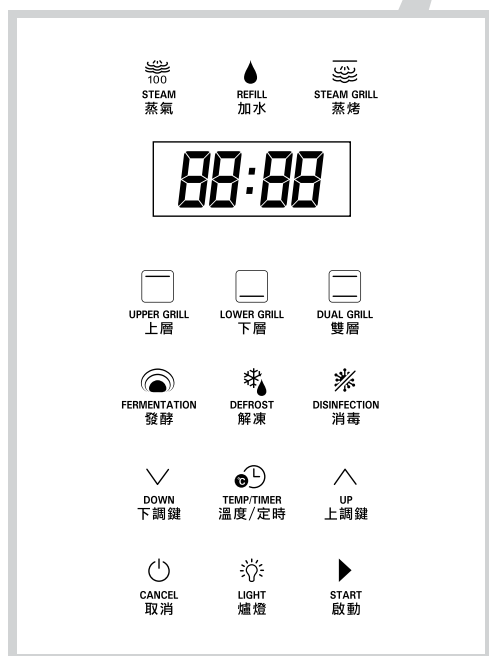 100
STEAM REFILL STEAM GRILL
蒸氣 加水 蒸烤
88:88
UPPER GRILL LOWER GRILL DUAL GRILL
上層 下層 雙層
FERMENTATION DEFROST DISINFECTION
發酵 解凍 消毒
°C
DOWN TEMP/TIMER UP
下調鍵 溫度/定時 上調鍵
CANCEL LIGHT START
取消 爐燈 啟動